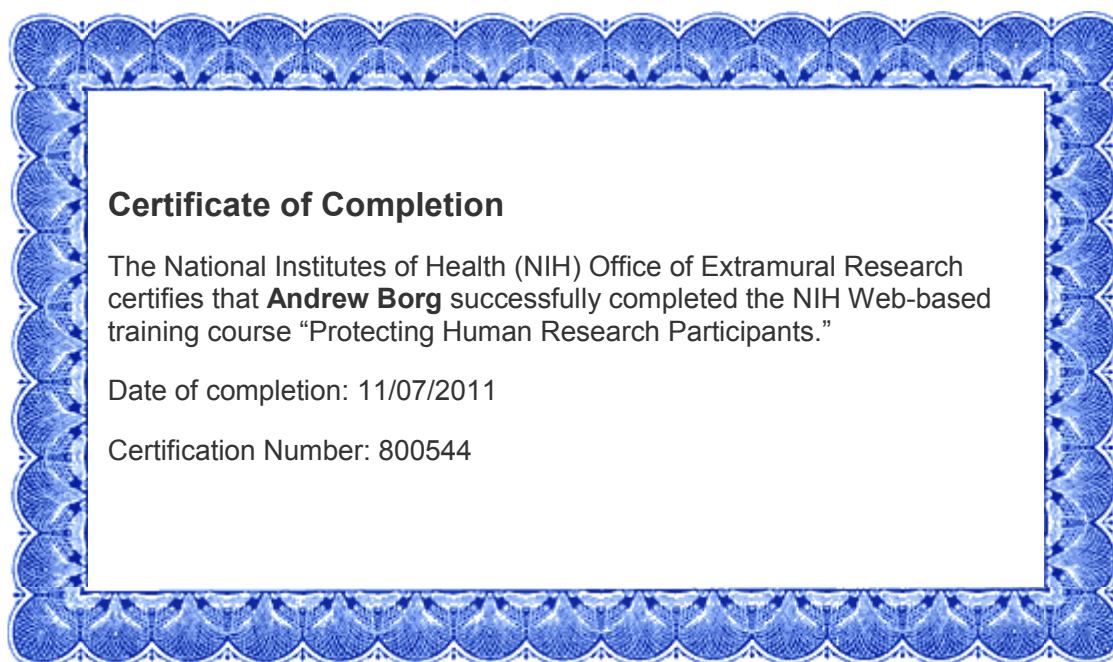 Certificate of Completion
The National Institutes of Health (NIH) Office of Extramural Research
certifies that Andrew Borg successfully completed the NIH Web-based
training course “Protecting Human Research Participants.”
Date of completion: 11/07/2011
Certification Number: 800544